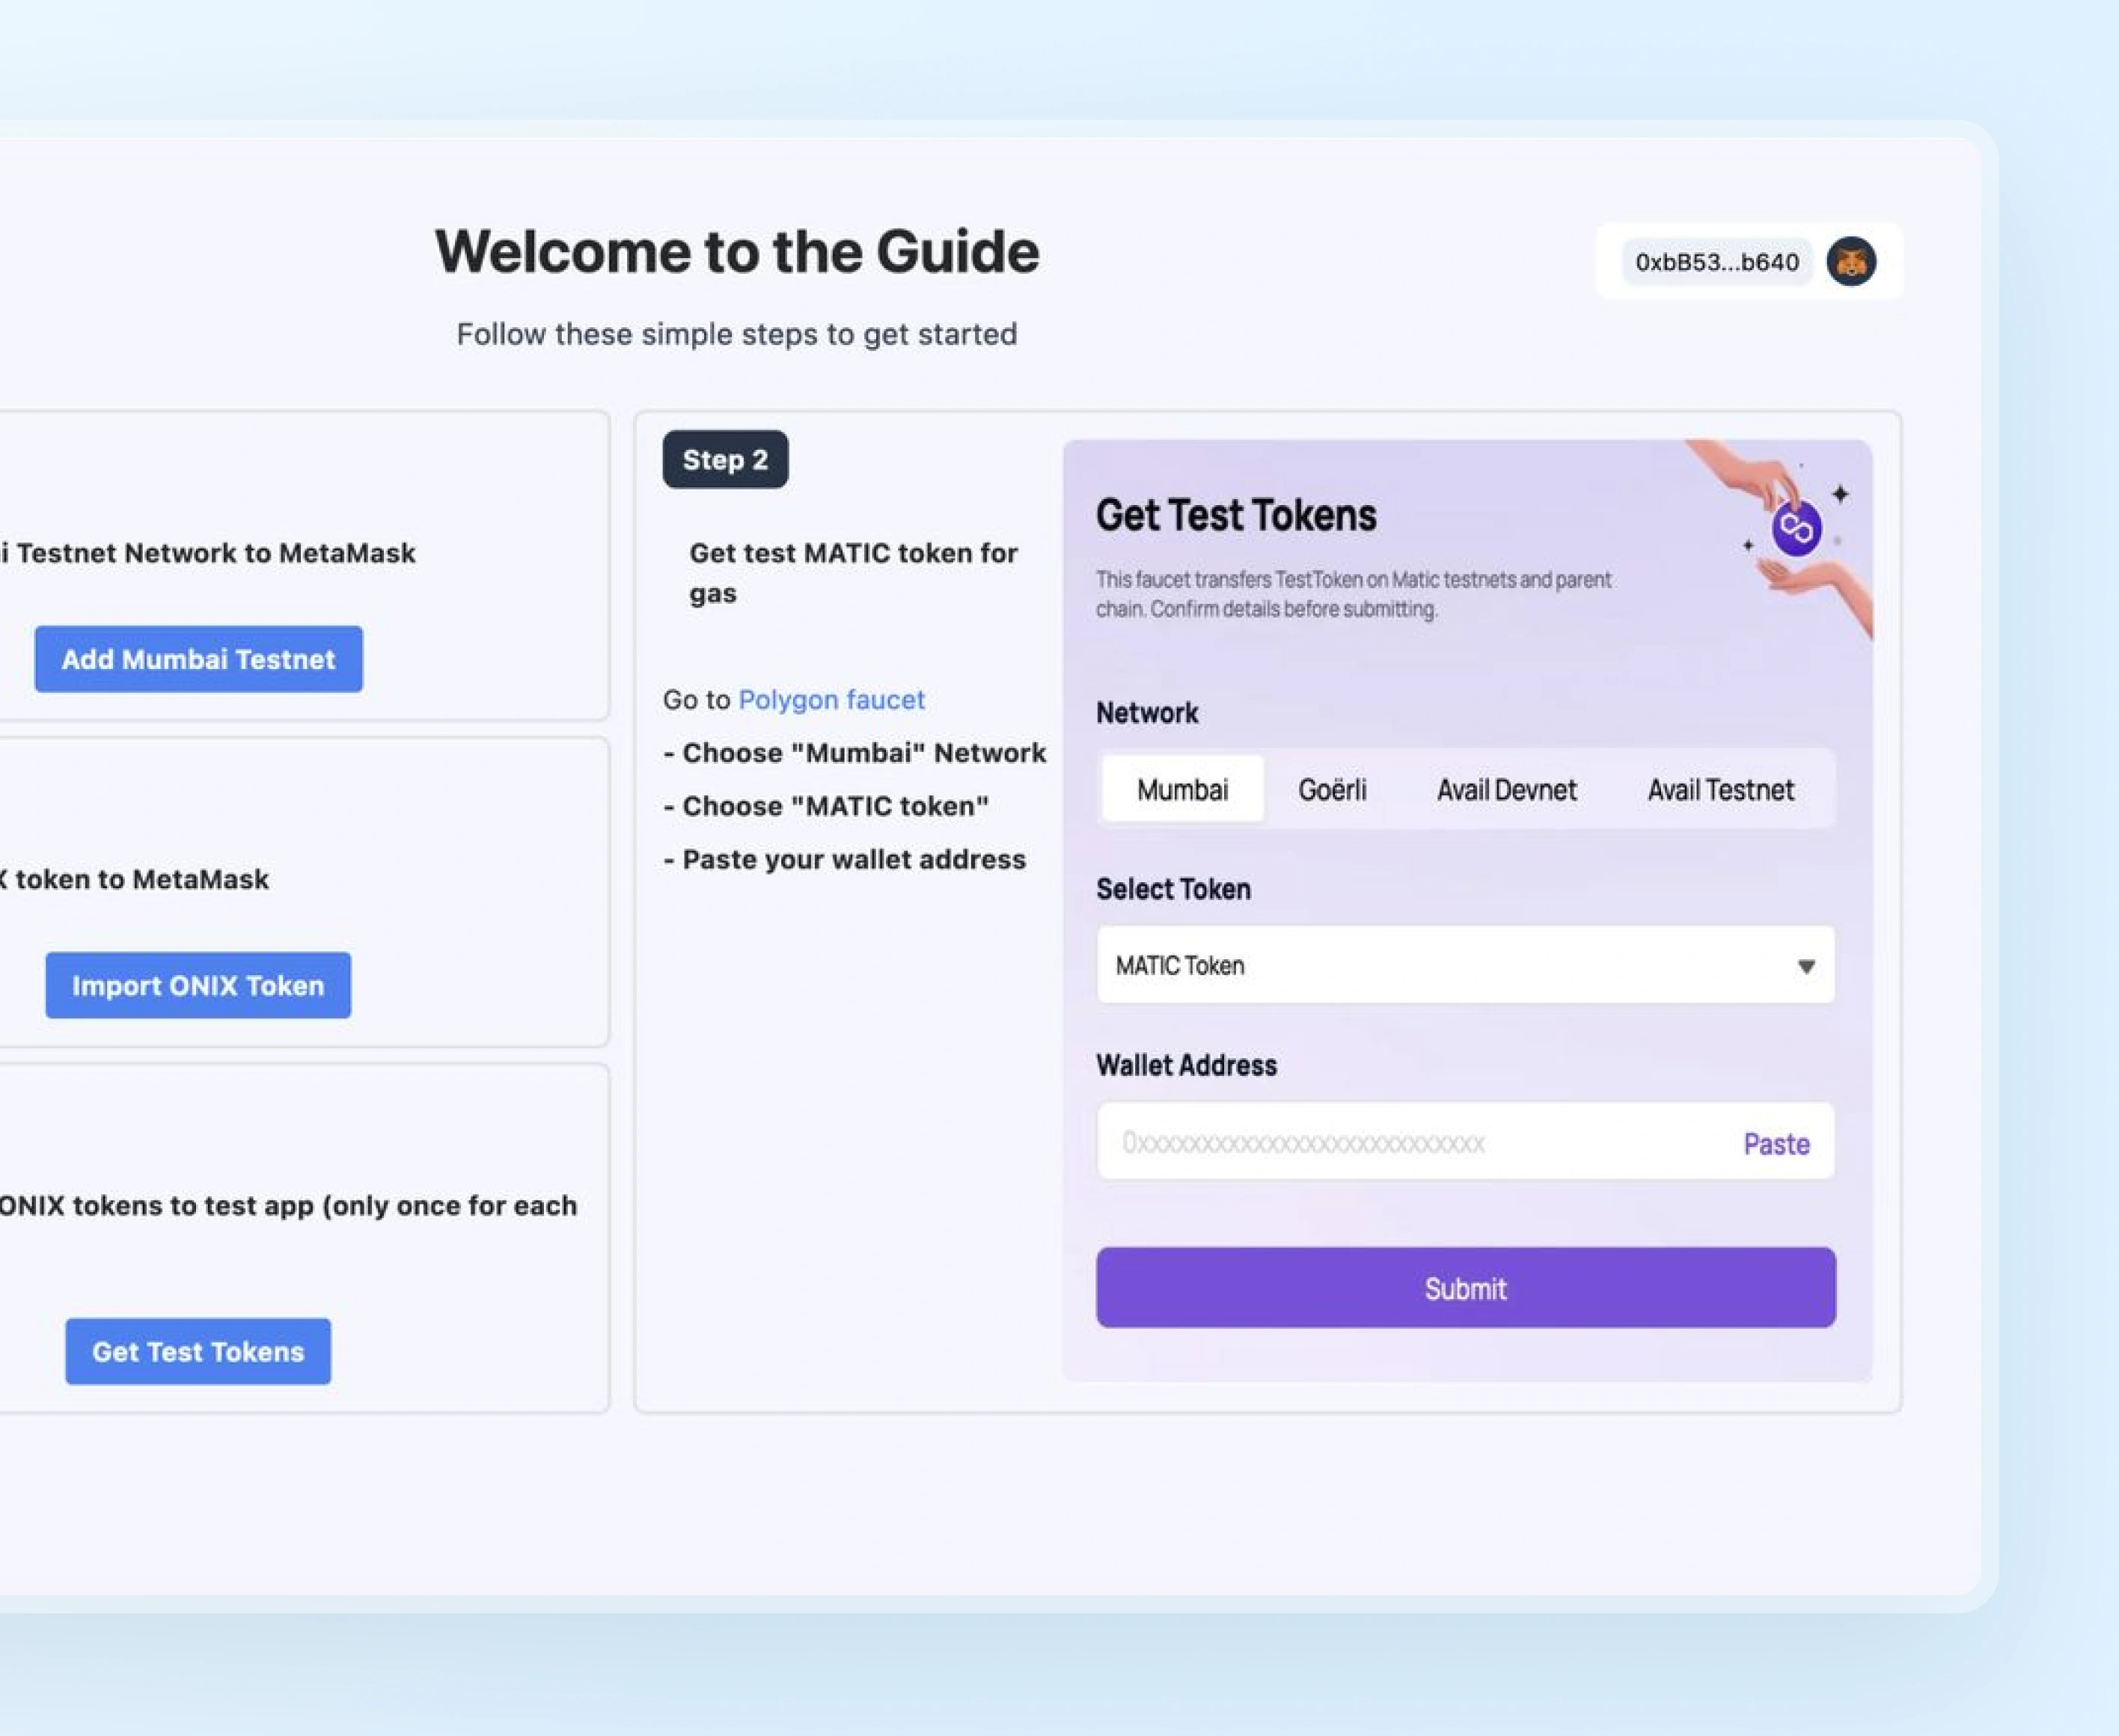 Welcome to the Guide
0xbB53...b640
Follow these simple steps to get started
Testnet Network to MetaMask
Add Mumbai Testnet
token to MetaMask
Import ONIX Token
ONIX tokens to test app (only once for each
Get Test Tokens
Step 2
Get test MATIC token for
gas
Go to Polygon faucet
- Choose "Mumbai" Network
- Choose "MATIC token"
- Paste your wallet address
Get Test Tokens
This faucet transfers TestToken on Matic testnets and parent
chain. Confirm details before submitting.
Network
Mumbai Goërli Avail Devnet Avail Testnet
Select Token
MATIC Token
Wallet Address
0xxxxxxxxxxxxxxxxxxxxxxxxxxxx
Paste
Submit